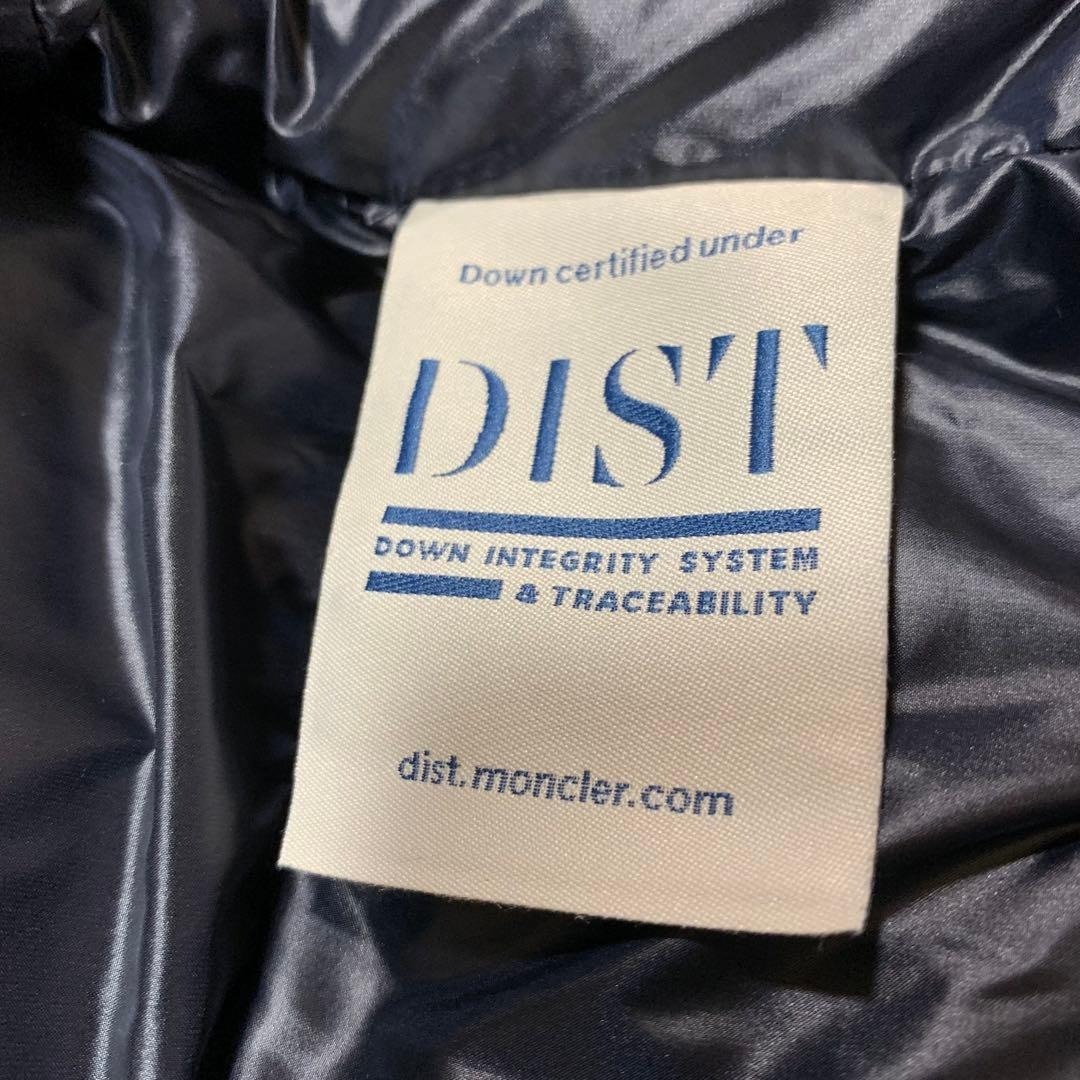 Down certified under
DIST
DOWN INTEGRITY SYSTEM
& TRACEABILITY
dist.moncler.com